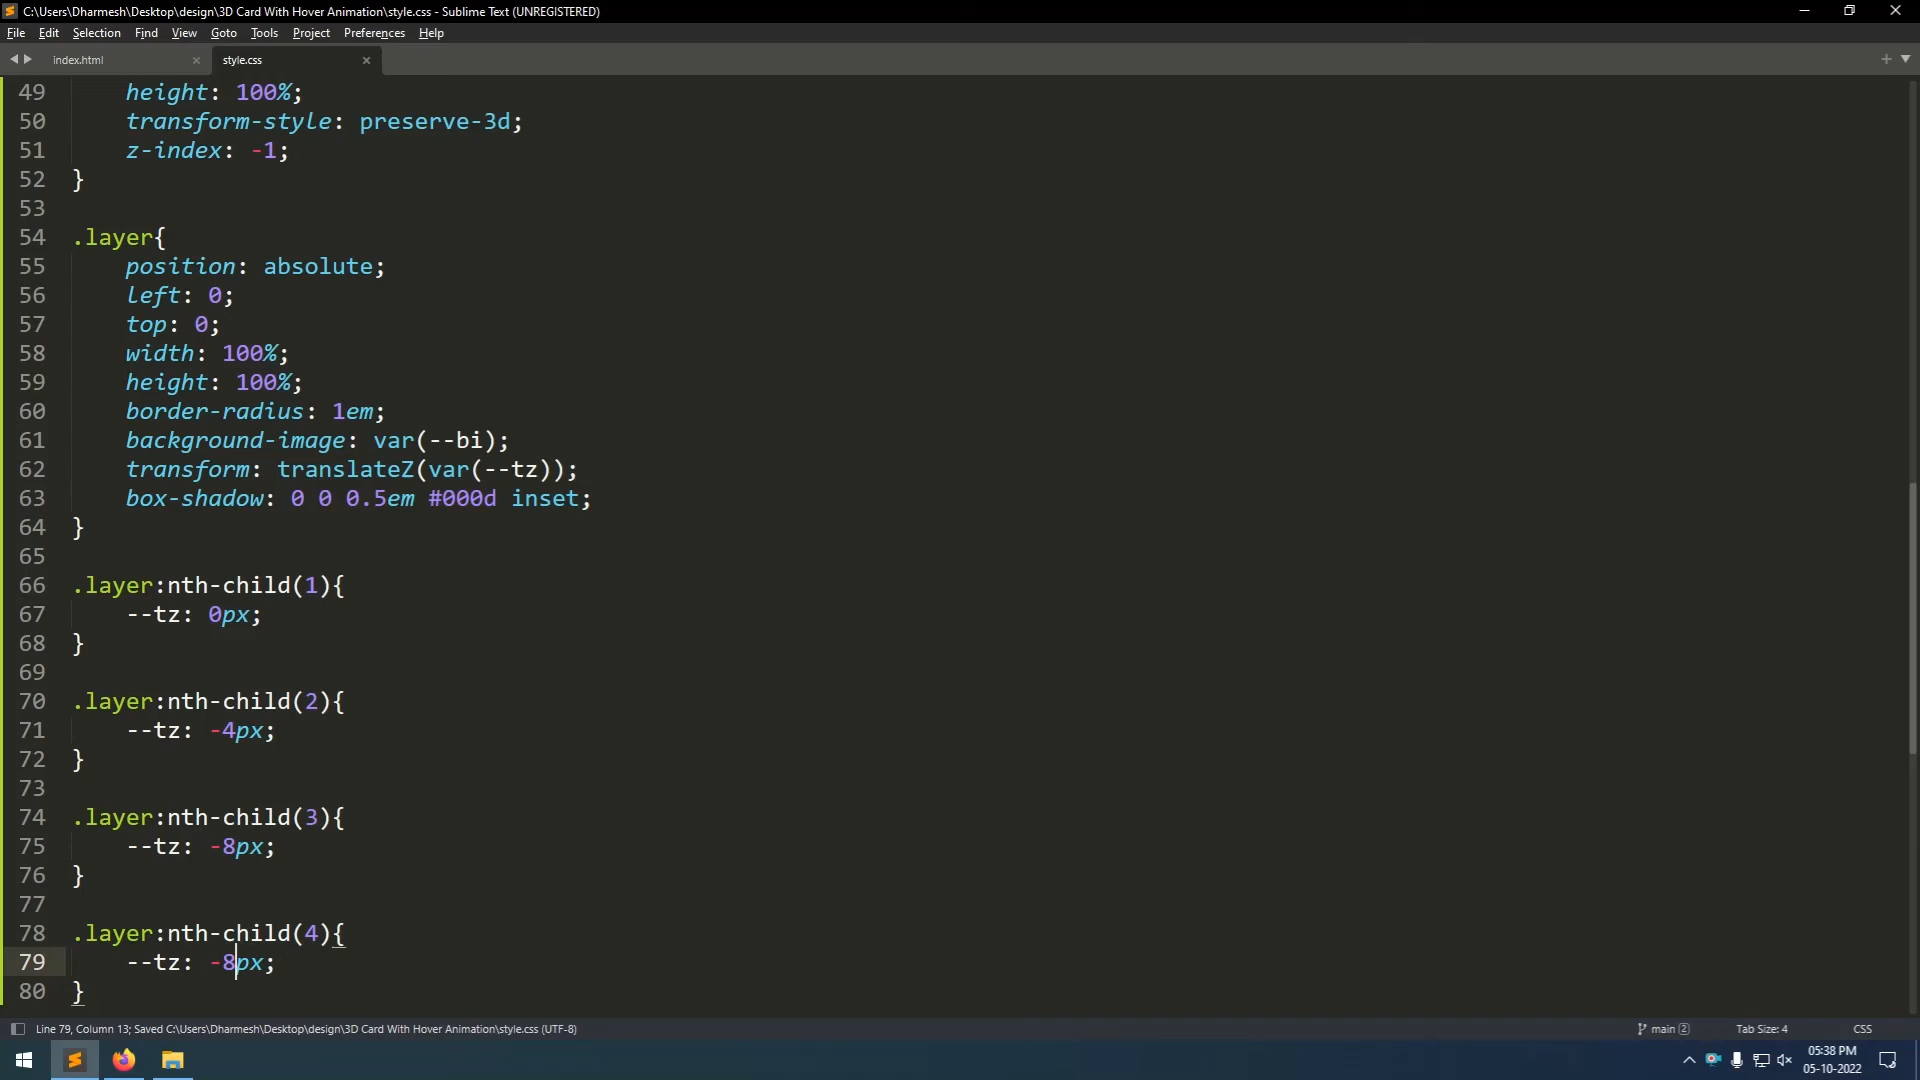 C:\Users\Dharmesh\Desktop\design\3D Card With Hover Animation\style.css - Sublime Text (UNREGISTERED)
File Edit Selection Find View Goto Tools Project Preferences Help
index.html style.css
49 height: 100%;
50 transform-style: preserve-3d;
51 z-index: -1;
52 }
53
54 .layer{
55 position: absolute;
56 left: 0;
57 top: 0;
58 width: 100%;
59 height: 100%;
60 border-radius: 1em;
61 background-image: var(--bi);
62 transform: translateZ(var(--tz));
63 box-shadow: 0 0 0.5em #000d inset;
64 }
65
66 .layer:nth-child(1){
67 --tz: 0px;
68 }
69
70 .layer:nth-child(2){
71 --tz: -4px;
72 }
73
74 .layer:nth-child(3){
75 --tz: -8px;
76 }
77
78 .layer:nth-child(4){
79 --tz: -8px;
80 }
Line 79, Column 13; Saved C:\Users\Dharmesh\Desktop\design\3D Card With Hover Animation\style.css (UTF-8) main 2 Tab Size: 4 CSS
05:38 PM
05-10-2022